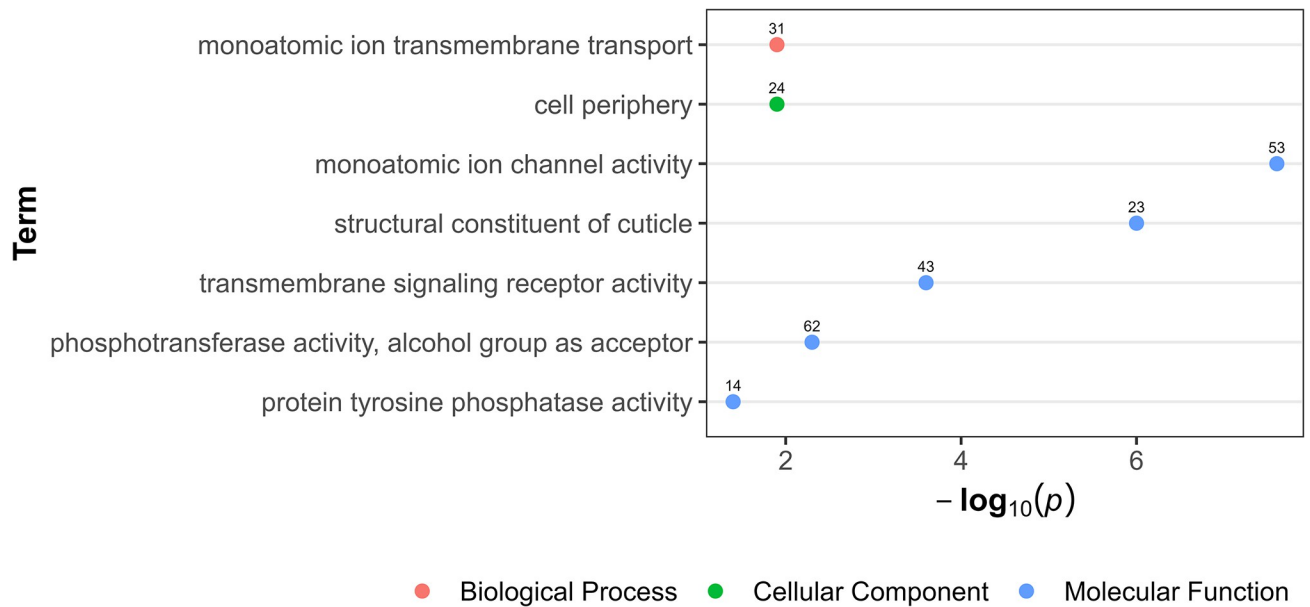 Term
monoatomic ion transmembrane transport
31
cell periphery
24
monoatomic ion channel activity
53
structural constituent of cuticle
23
transmembrane signaling receptor activity
43
phosphotransferase activity, alcohol group as acceptor
62
protein tyrosine phosphatase activity
14
2 4 6
− log₁₀(p)
Biological Process Cellular Component Molecular Function